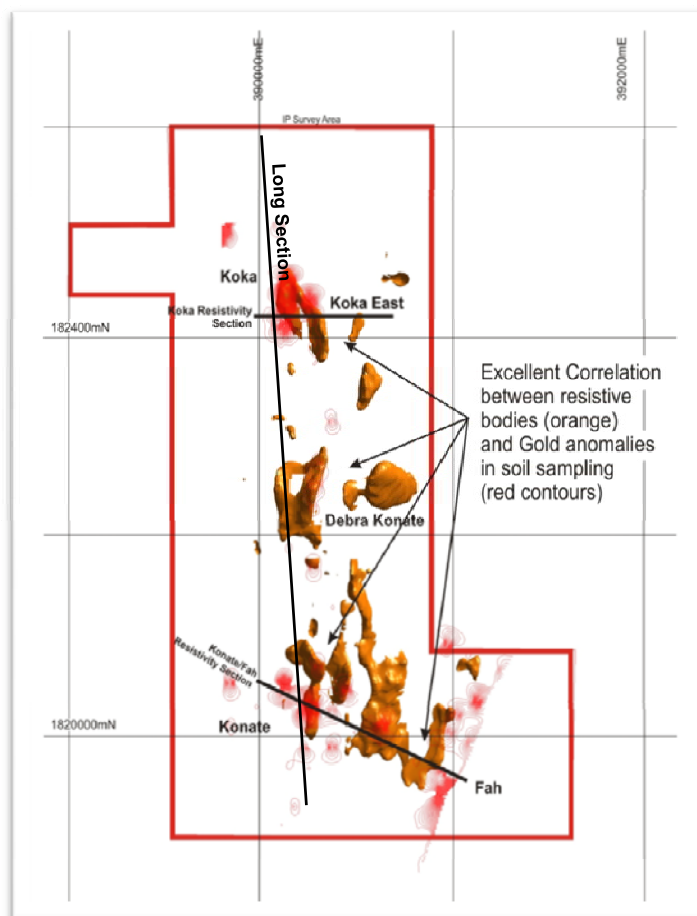 390000mE
392000mE
IP Survey Area
Long Section
Koka
Koka East
Koka Resistivity
Section
182400mN
Excellent Correlation
between resistive
bodies (orange)
and Gold anomalies
in soil sampling
(red contours)
Debra Konate
Konate/Fah
Resistivity Section
Konate
1820000mN
Fah